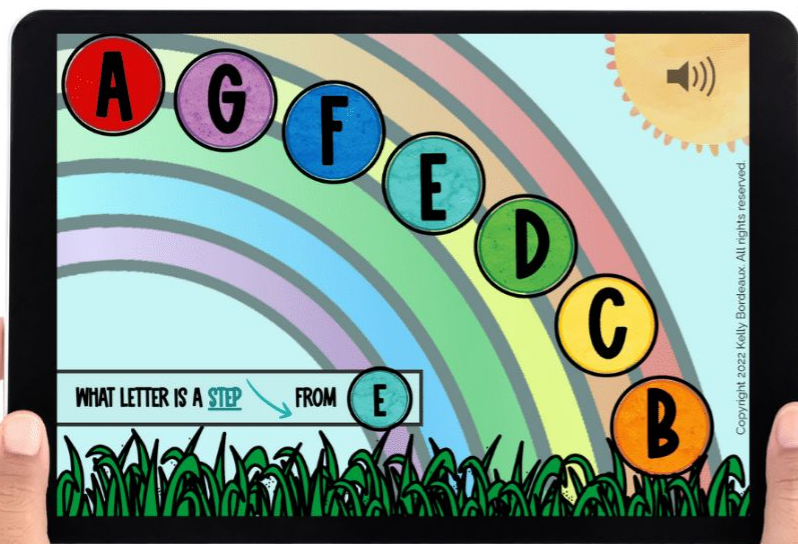 A
G
F
E
D
C
B
WHAT LETTER IS A STEP FROM E
Copyright 2022 Kelly Bordeaux. All rights reserved.